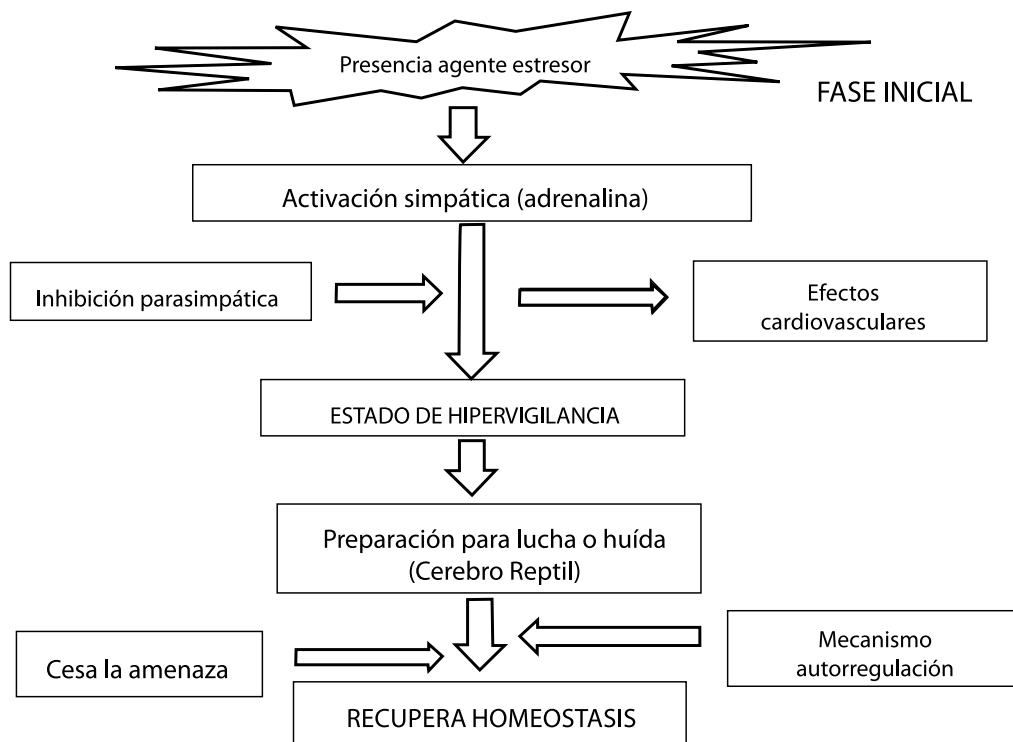 Presencia agente estresor
FASE INICIAL
Activación simpática (adrenalina)
Inhibición parasimpática
Efectos
cardiovasculares
ESTADO DE HIPERVIGILANCIA
Preparación para lucha o huída
(Cerebro Reptil)
Cesa la amenaza
Mecanismo
autorregulación
RECUPERA HOMEOSTASIS